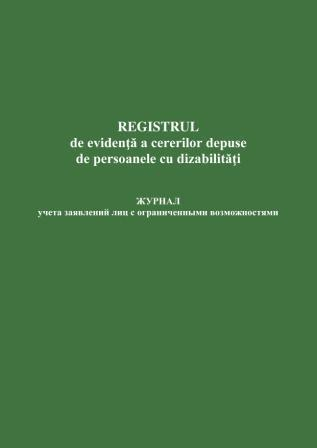 REGISTRUL
de evidență a cererilor depuse
de persoanele cu dizabilități
ЖУРНАЛ
учета заявлений лиц с ограниченными возможностями